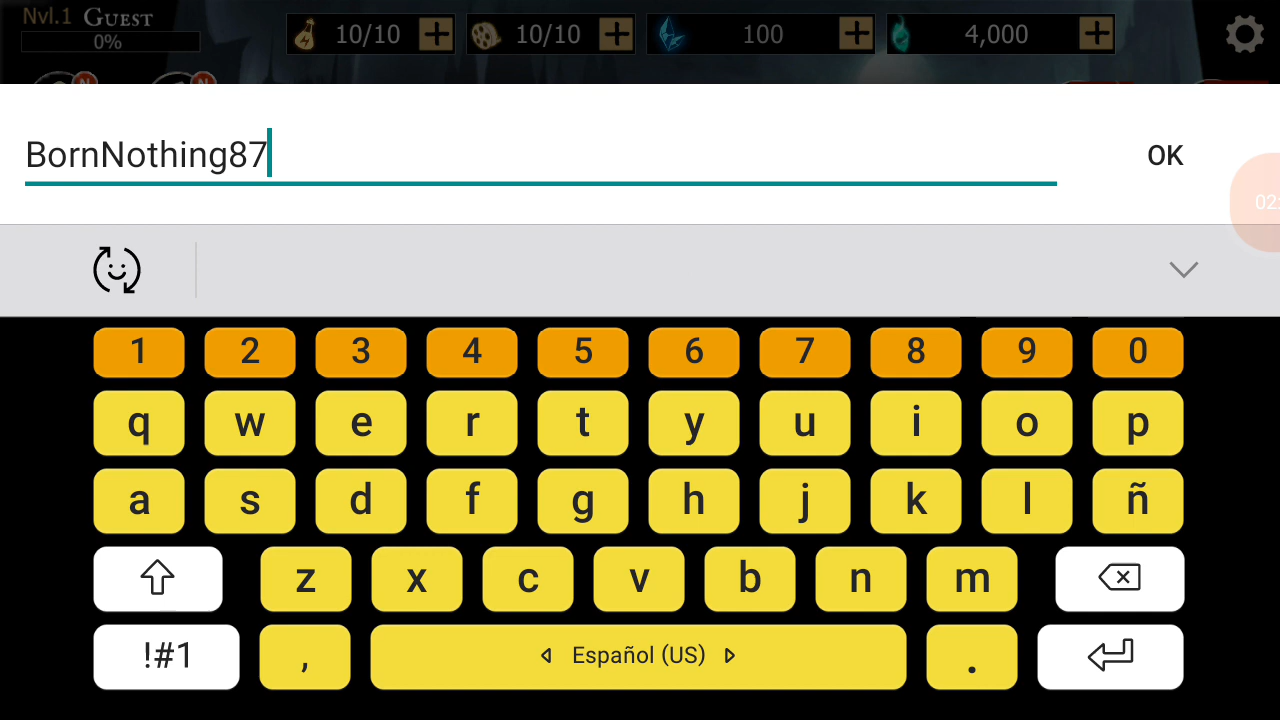 Nvl.1 GUEST
0%
10/10
10/10
100
4,000
N
N
BornNothing87
OK
02:
1 2 3 4 5 6 7 8 9 0
q w e r t y u i o p
a s d f g h j k l ñ
z x c v b n m
!#1 , Español (US) .